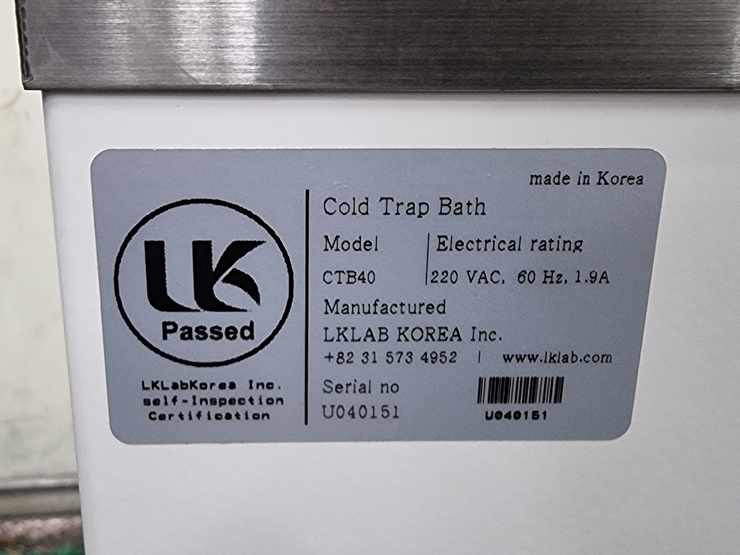 made in Korea
LK
Passed
LKLabKorea Inc.
self-Inspection
Certification
Cold Trap Bath
Model Electrical rating
CTB40 220 VAC, 60 Hz, 1.9A
Manufactured
LKLAB KOREA Inc.
+82 31 573 4952 | www.lklab.com
Serial no
U040151 U040151